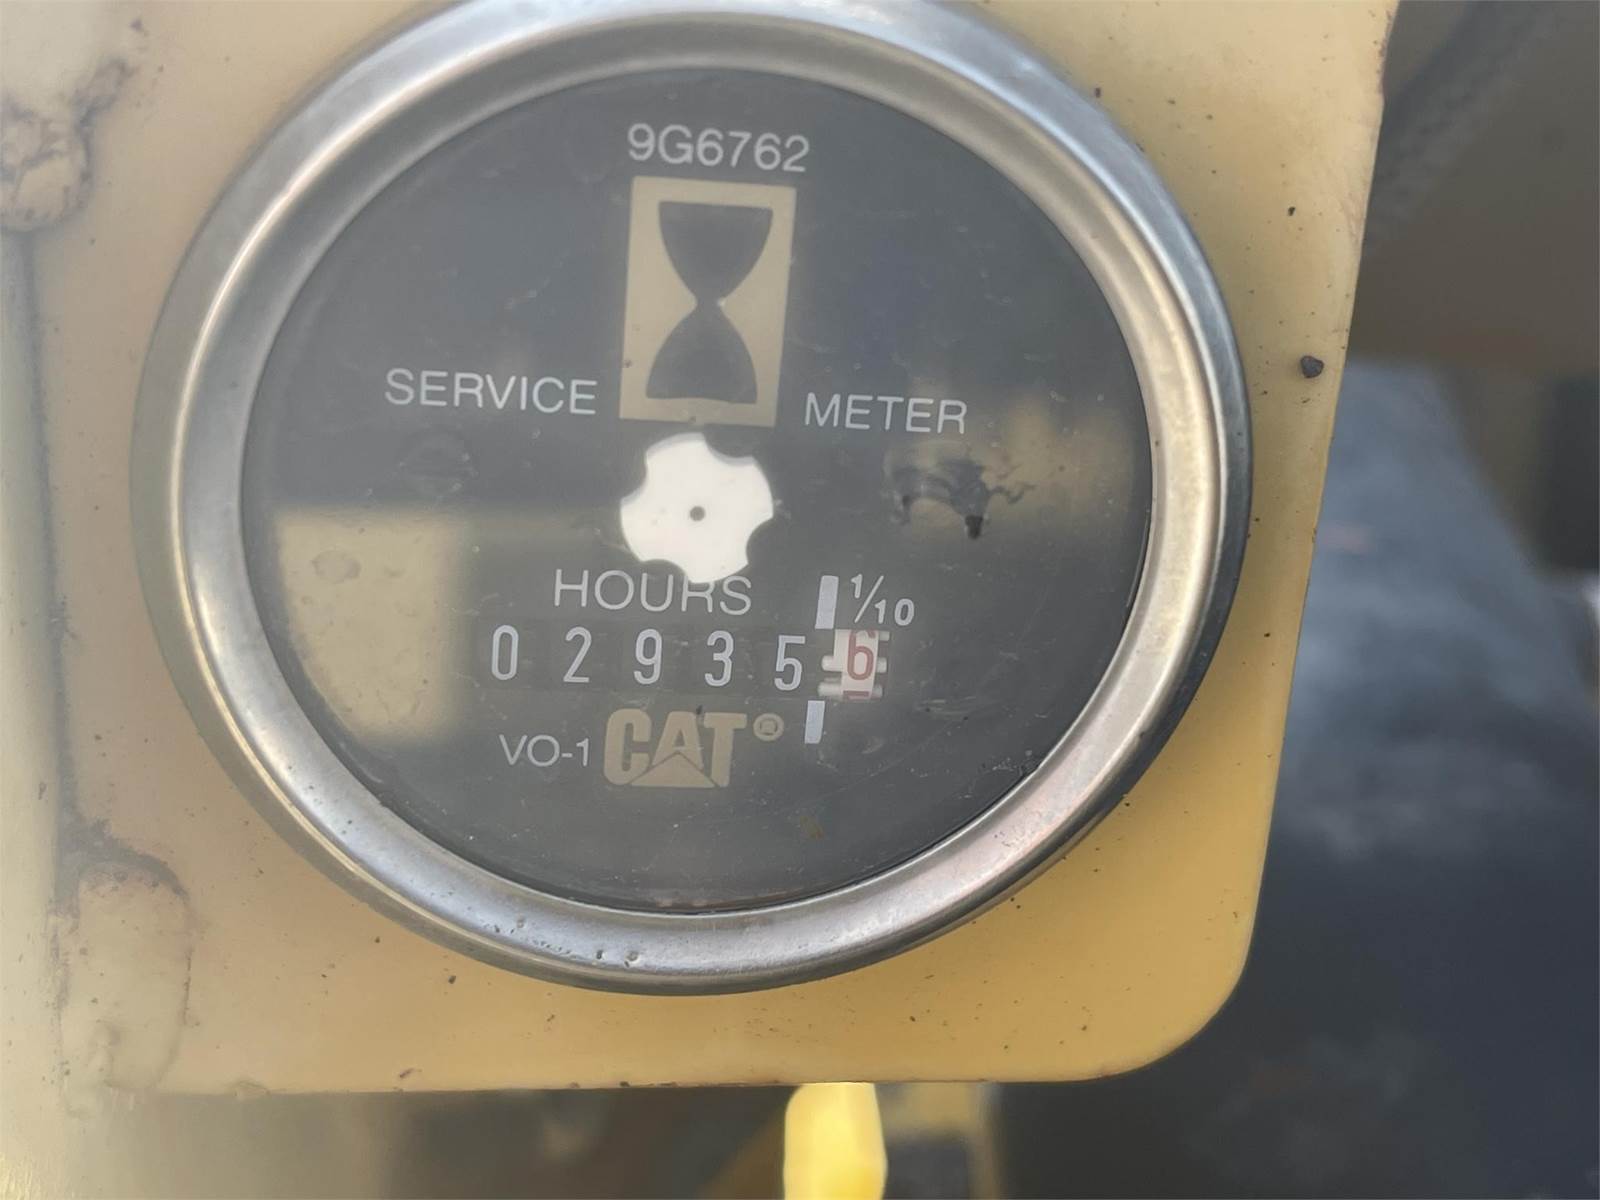 9G6762
SERVICE METER
HOURS 1/10
0 2 9 3 5 6
VO-1 CAT®